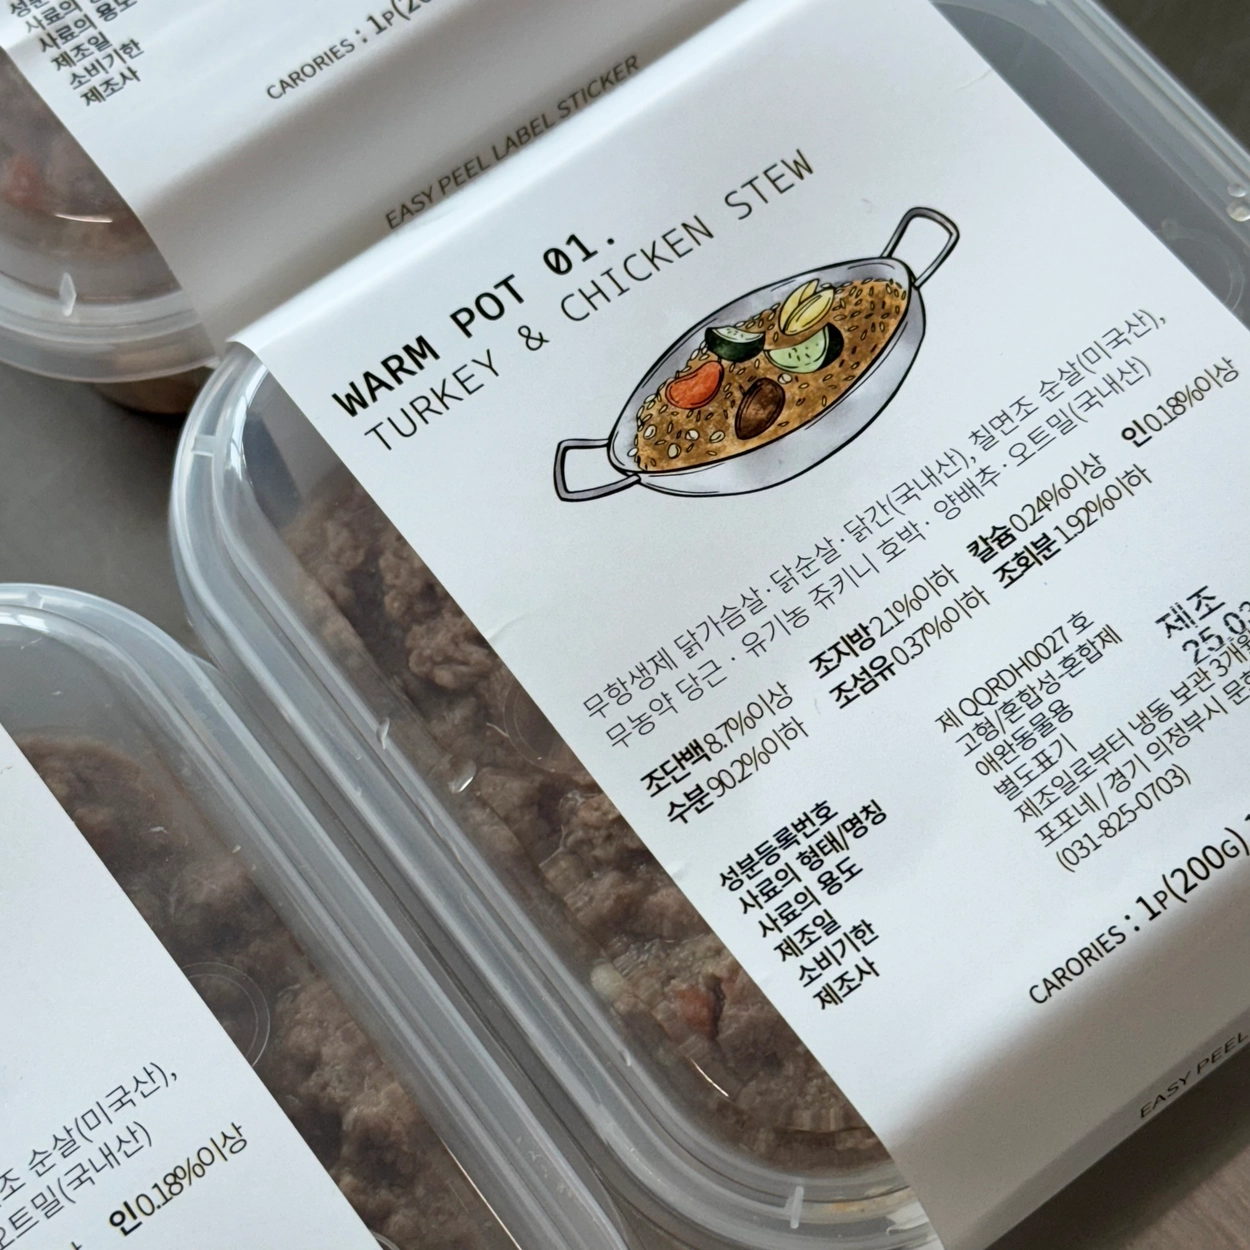 사료의 용도
제조일
소비기한
제조사
CARORIES : 1P(20
EASY PEEL LABEL STICKER
WARM POT 01.
TURKEY & CHICKEN STEW
무항생제 닭가슴살 · 닭순살 · 닭간(국내산), 칠면조 순살(미국산),
무농약 당근 · 유기농 쥬키니 호박 · 양배추 · 오트밀(국내산)
조단백 8.7%이상 조지방 2.1%이하 칼슘 0.24%이상 인 0.18%이상
수분 90.2%이하 조섬유 0.37%이하 조회분 1.92%이하
성분등록번호 제 QQRDH0027 호
사료의 형태/명칭 고형/혼합성 혼합제
사료의 용도 애완동물용
제조일 별도표기
소비기한 제조일로부터 냉동 보관 3개월
제조사 포포네 / 경기 의정부시 문
(031-825-0703)
제조
25.03
CARORIES : 1P(200G)
EASY PEEL
조 순살(미국산),
오트밀(국내산)
인 0.18%이상